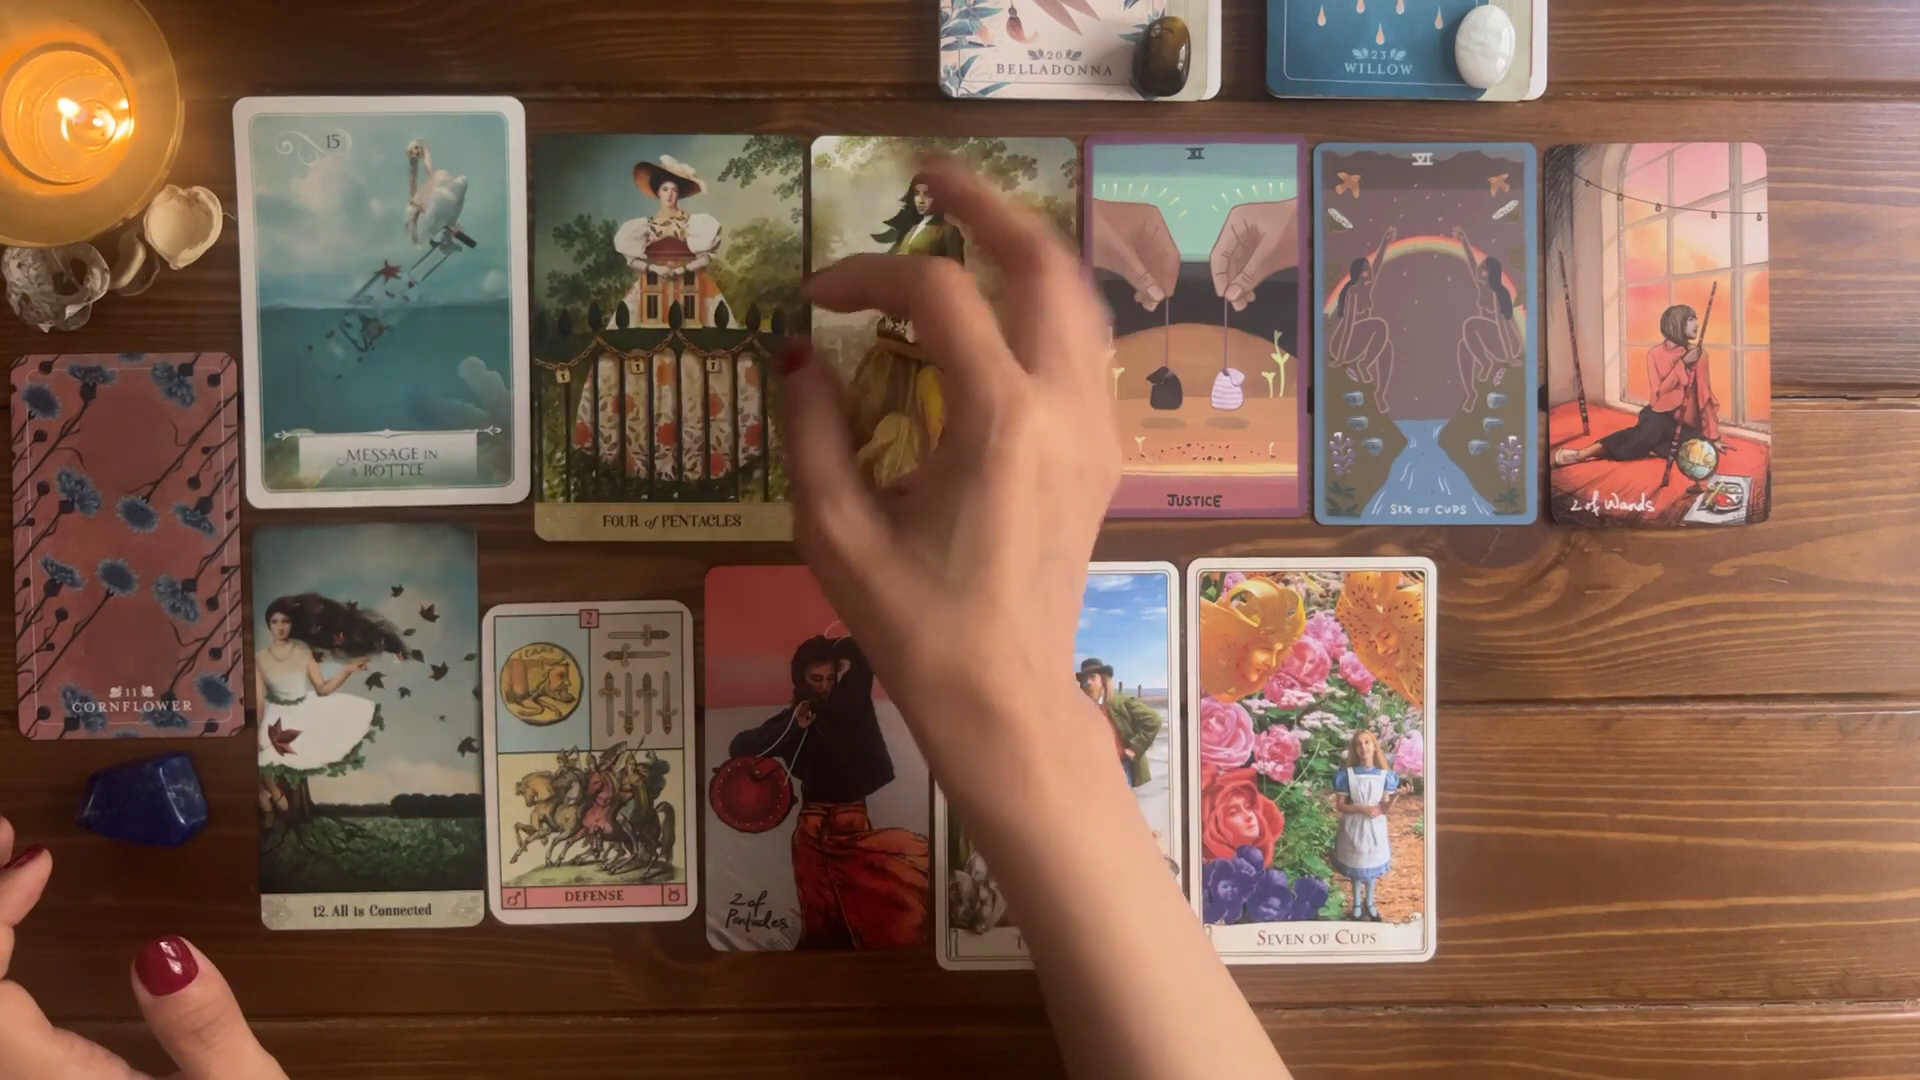 20
BELLADONNA
23
WILLOW
15
MESSAGE IN
A BOTTLE
FOUR of PENTACLES
XI
JUSTICE
VI
SIX OF CUPS
2 of Wands
11
CORNFLOWER
12. All is Connected
2
DEFENSE
2 of
Pentacles
SEVEN OF CUPS